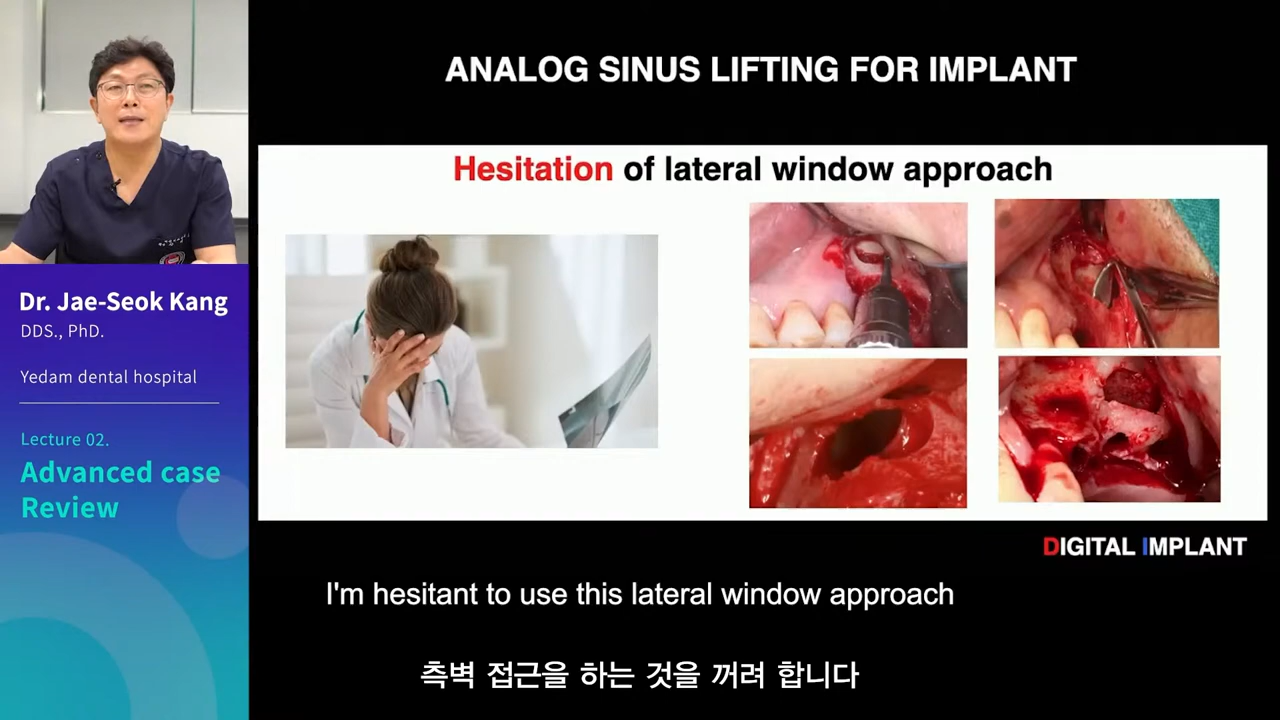 ANALOG SINUS LIFTING FOR IMPLANT
Hesitation of lateral window approach
Dr. Jae-Seok Kang
DDS., PhD.
Yedam dental hospital
Lecture 02.
Advanced case
Review
DIGITAL IMPLANT
I'm hesitant to use this lateral window approach
측벽 접근을 하는 것을 꺼려 합니다